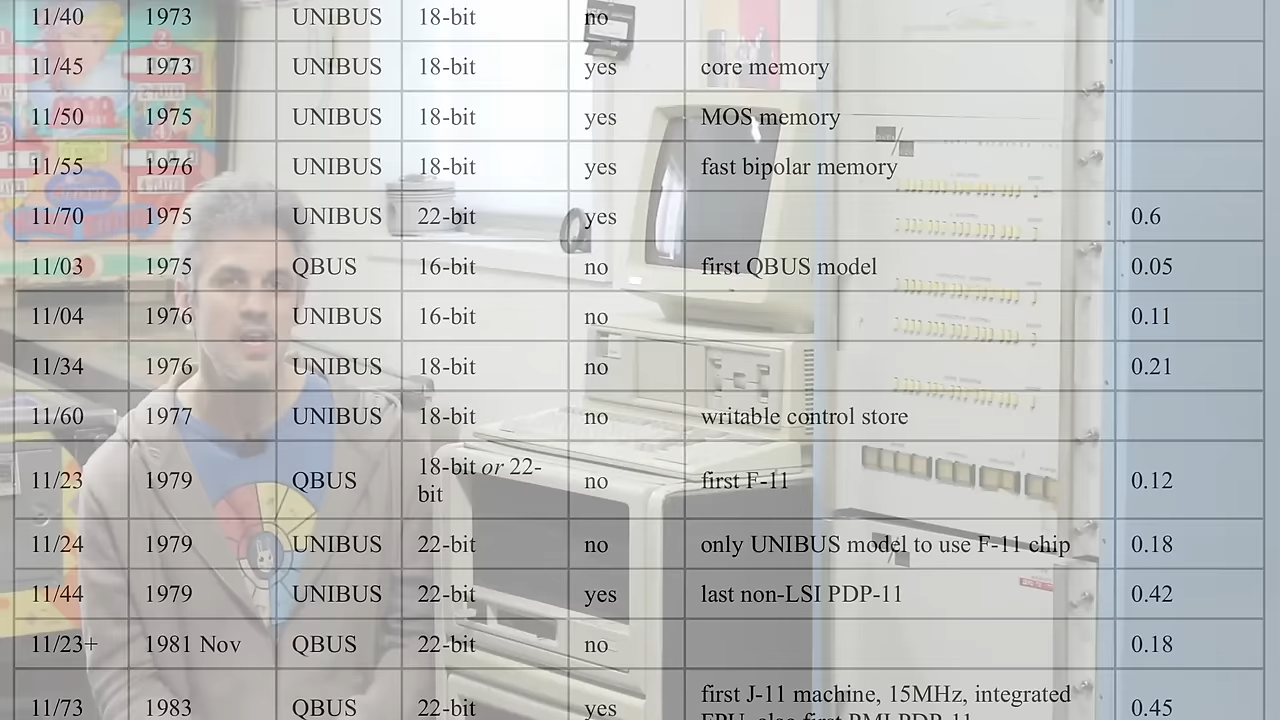 11/40 1973 UNIBUS 18-bit no
11/45 1973 UNIBUS 18-bit yes core memory
11/50 1975 UNIBUS 18-bit yes MOS memory
11/55 1976 UNIBUS 18-bit yes fast bipolar memory
11/70 1975 UNIBUS 22-bit yes 0.6
11/03 1975 QBUS 16-bit no first QBUS model 0.05
11/04 1976 UNIBUS 16-bit no 0.11
11/34 1976 UNIBUS 18-bit no 0.21
11/60 1977 UNIBUS 18-bit no writable control store
11/23 1979 QBUS 18-bit or 22-
bit no first F-11 0.12
11/24 1979 UNIBUS 22-bit no only UNIBUS model to use F-11 chip 0.18
11/44 1979 UNIBUS 22-bit yes last non-LSI PDP-11 0.42
11/23+ 1981 Nov QBUS 22-bit no 0.18
11/73 1983 QBUS 22-bit yes first J-11 machine, 15MHz, integrated 0.45
FPU, also first PMI PDP-11